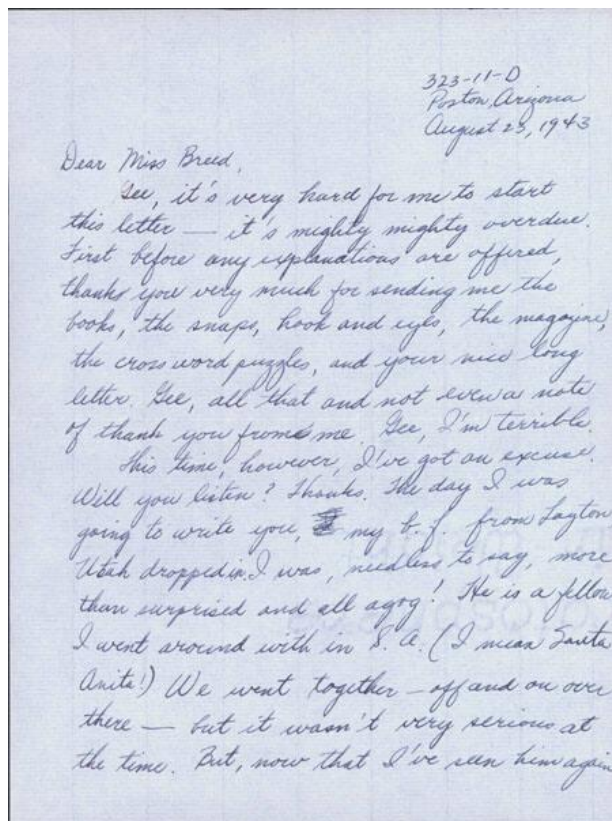 323-11-D
Poston, Arizona
August 23, 1943
Dear Miss Breed,
Gee, it's very hard for me to start
this letter — it's mighty mighty overdue.
First before any explanations are offered,
thanks you very much for sending me the
books, the snaps, hook and eyes, the magazine,
the crossword puzzles, and your nice long
letter. Gee, all that and not even a note
of thank you from me. Gee, I'm terrible.
This time, however, I've got an excuse.
Will you listen? Thanks. The day I was
going to write you, my b.f. from Layton
Utah dropped in. I was, needless to say, more
than surprised and all agog! He is a fellow
I went around with in S.A. (I mean Santa
Anita!) We went together – off and on over
there — but it wasn't very serious at
the time. But, now that I've seen him again